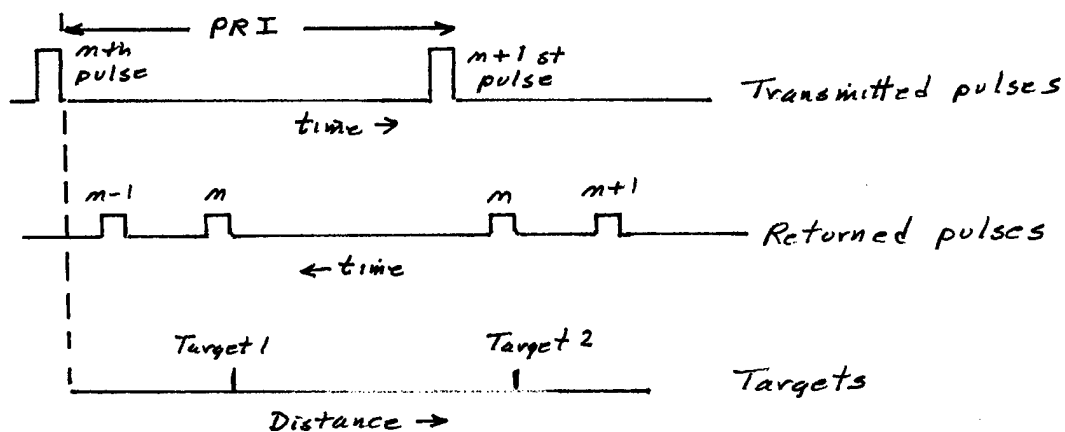 PRI
mth
pulse
m+1 st
pulse
Transmitted pulses
time →
m-1
m
m
m+1
Returned pulses
← time
Target 1
Target 2
Targets
Distance →